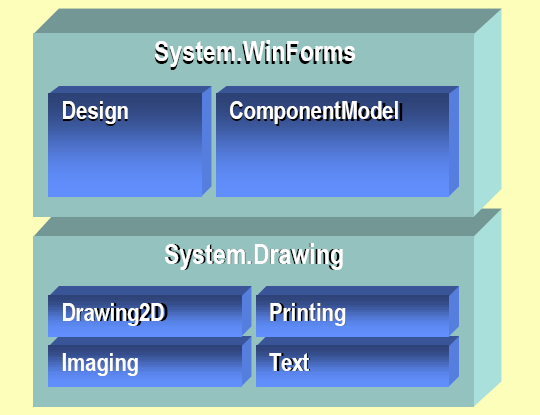 System.WinForms
Design
ComponentModel
System.Drawing
Drawing2D
Printing
Imaging
Text